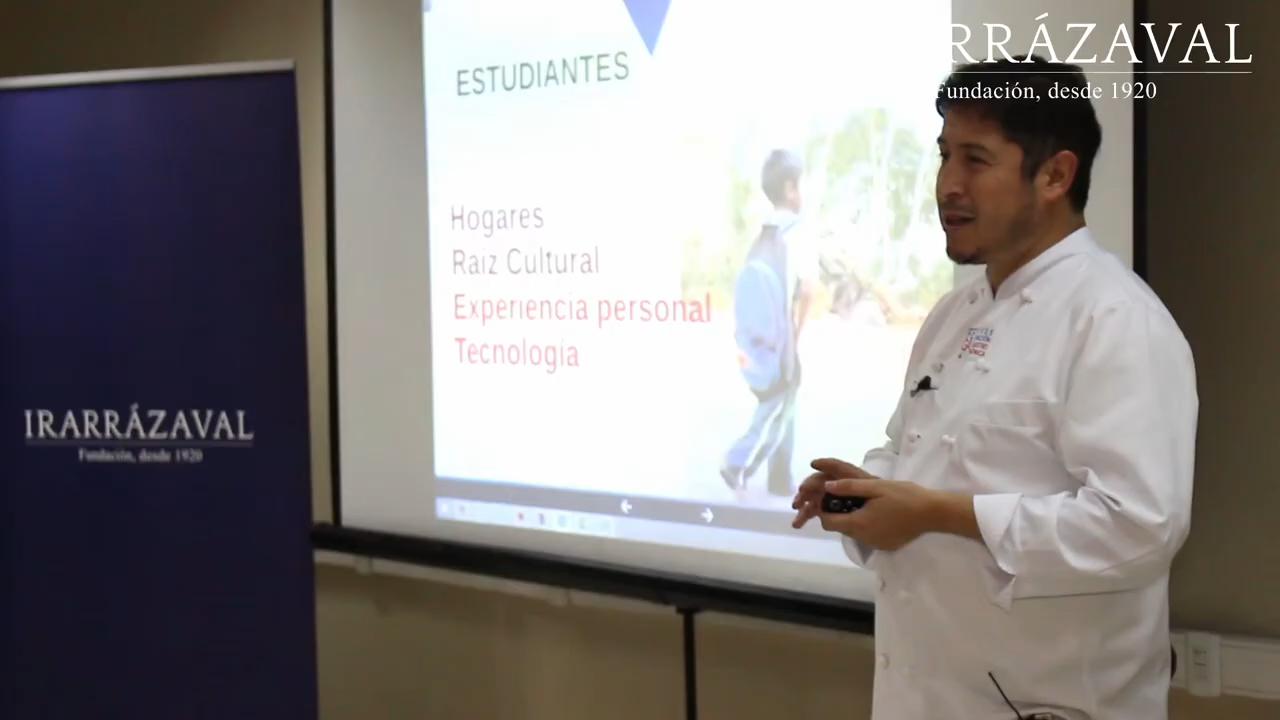 RRÁZAVAL
Fundación, desde 1920
ESTUDIANTES
Hogares
Raiz Cultural
Experiencia personal
Tecnología
IRARRÁZAVAL
Fundación, desde 1920